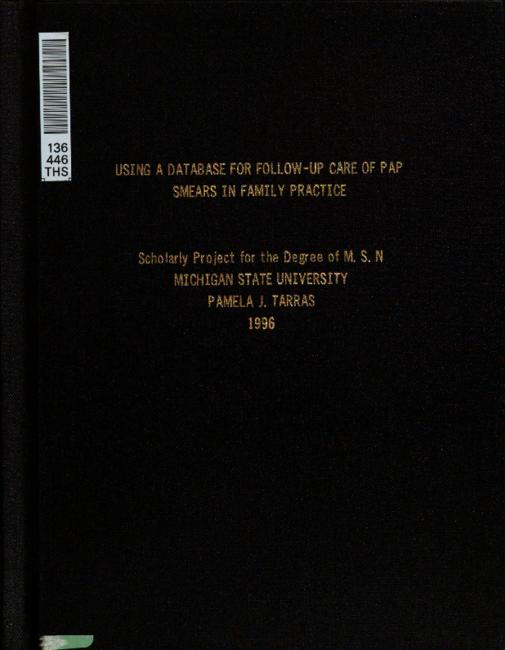 136
446
THS
USING A DATABASE FOR FOLLOW-UP CARE OF PAP
SMEARS IN FAMILY PRACTICE
Scholarly Project for the Degree of M. S. N
MICHIGAN STATE UNIVERSITY
PAMELA J. TARRAS
1996